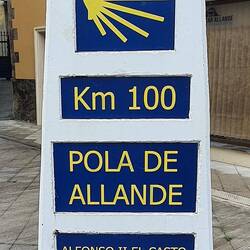 Km 100
POLA DE
ALLANDE
ALFONSO II EL CASTO